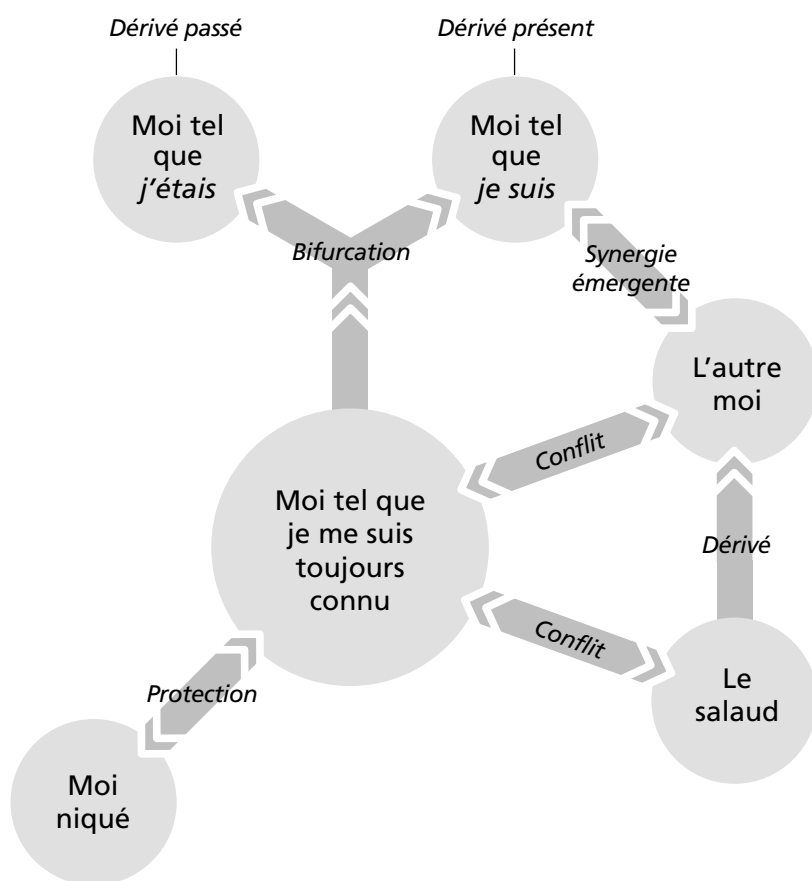 Dérivé passé
Dérivé présent
Moi tel
que
j’étais
Moi tel
que
je suis
Bifurcation
Synergie
émergente
L’autre
moi
Conflit
Moi tel que
je me suis
toujours
connu
Dérivé
Conflit
Protection
Le
salaud
Moi
niqué